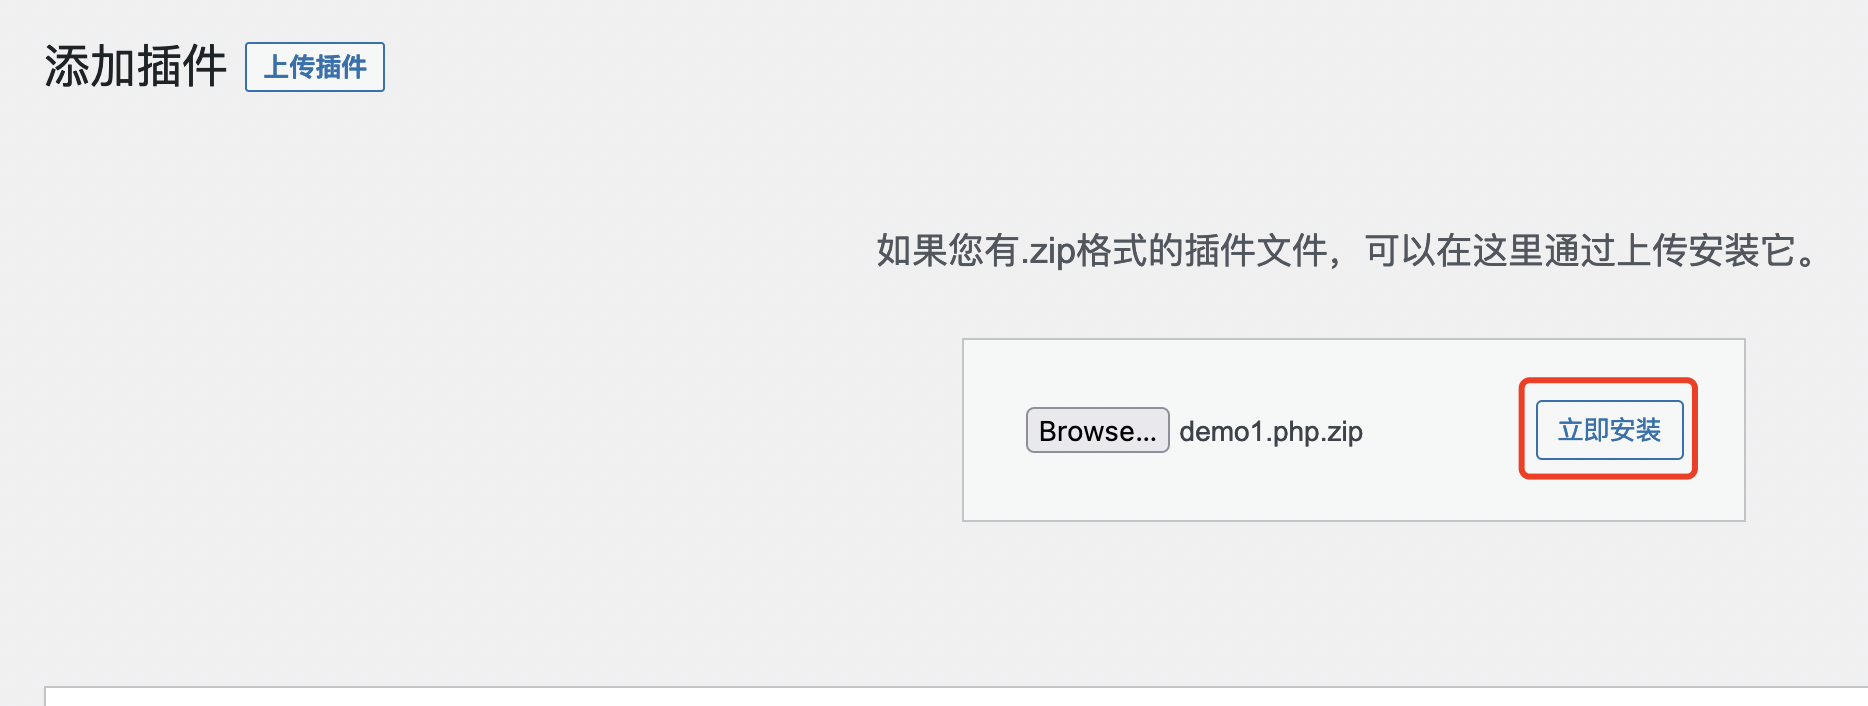 添加插件 上传插件
如果您有.zip格式的插件文件，可以在这里通过上传安装它。
Browse... demo1.php.zip 立即安装